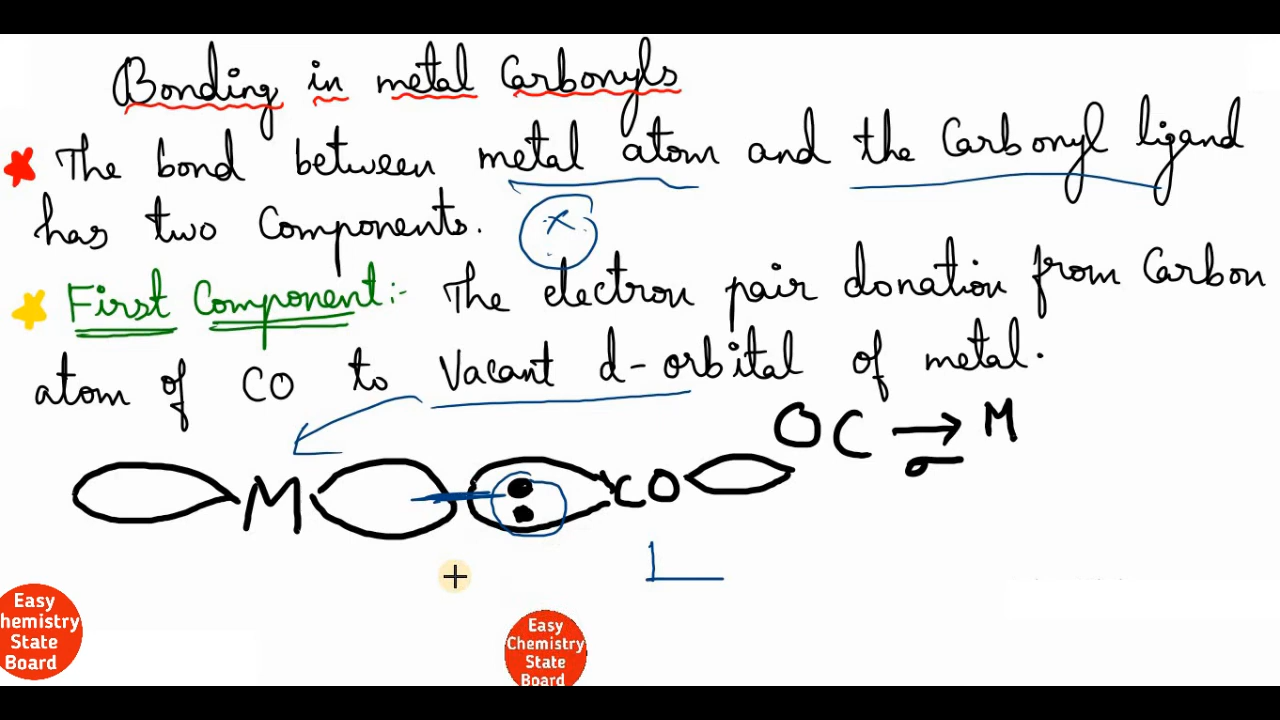 Bonding in metal Carbonyls
The bond between metal atom and the Carbonyl ligand
has two Components.
First Component:- The electron pair donation from Carbon
atom of CO to Vacant d-orbital of metal.
OC → M
σ
M CO
Easy
Chemistry
State
Board
Easy
Chemistry
State
Board